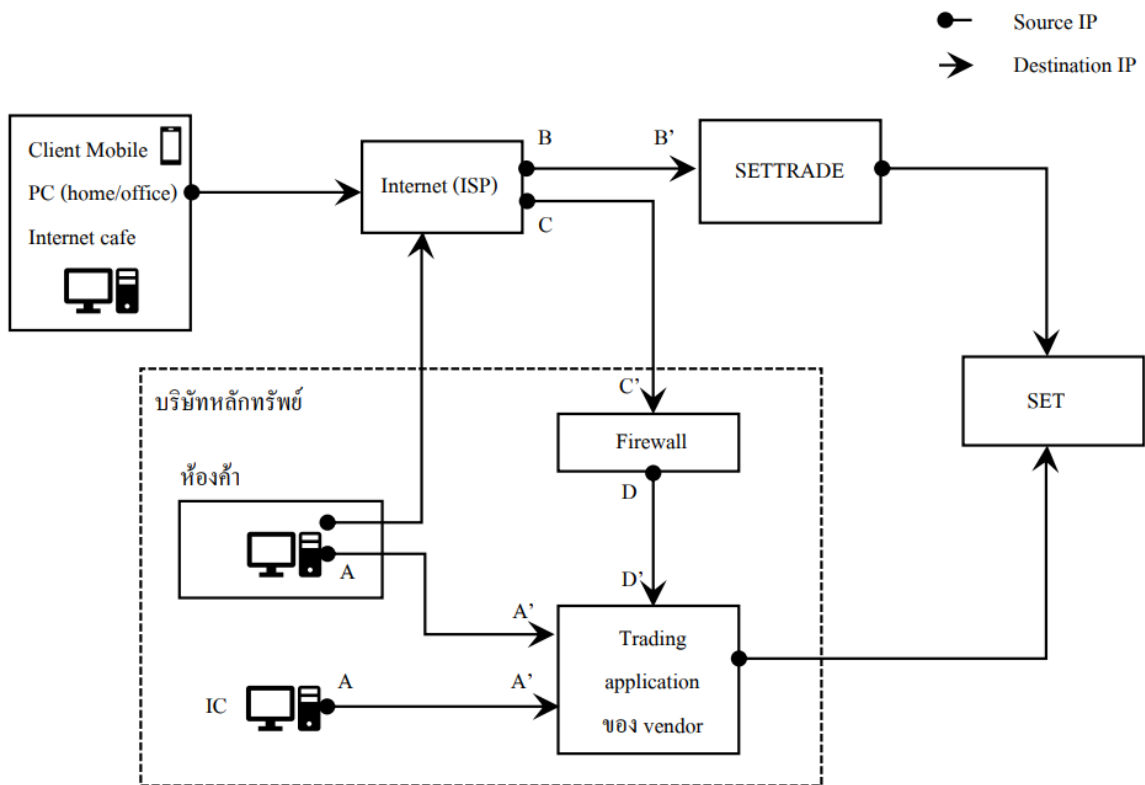 Source IP
Destination IP
Client Mobile
PC (home/office)
Internet cafe
Internet (ISP)
B
B’
C
SETTRADE
SET
บริษัทหลักทรัพย์
C’
Firewall
D
D’
ห้องค้า
A
A’
IC
A
A’
Trading
application
ของ vendor